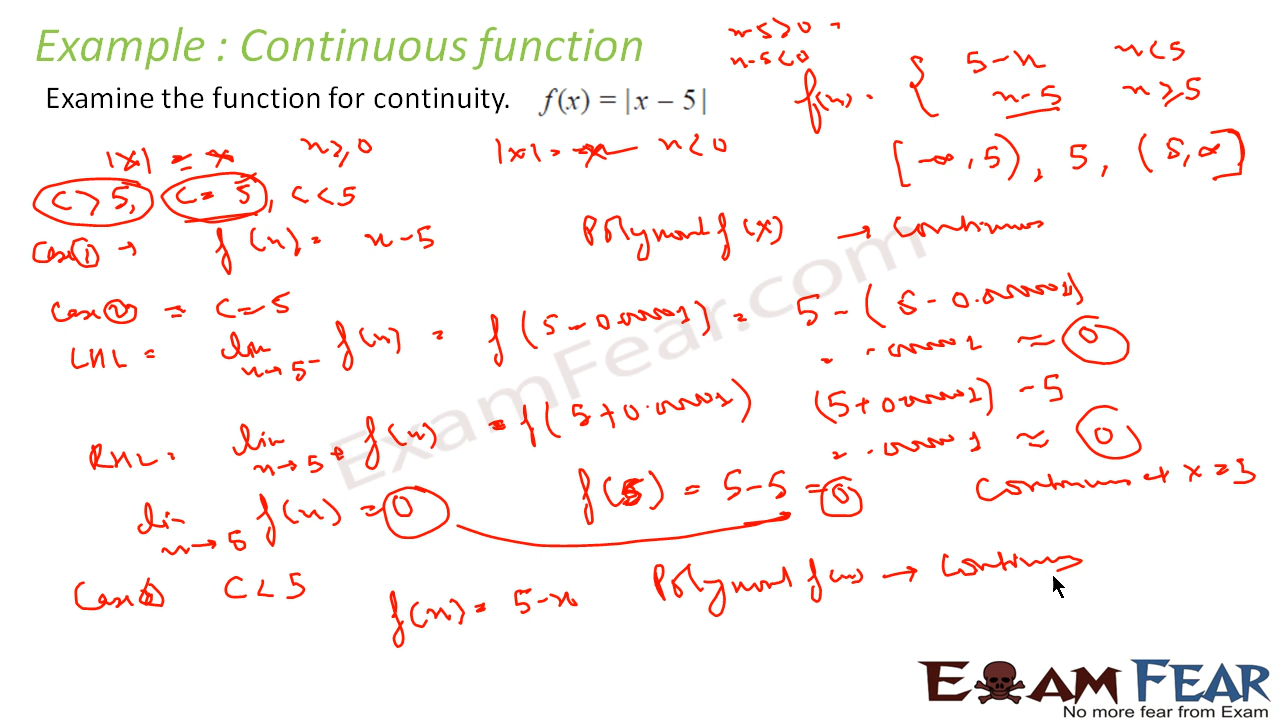 Example : Continuous function
x-5>0
x-5<0
Examine the function for continuity. f(x) = |x – 5|
f(x) = { 5-x x<5
x-5 x≥5
|x| = x x≥0 |x| = -x x<0
[-∞, 5), 5, (5, ∞]
C>5, C=5, C<5
Case(1) → f(x) = x-5 Polynomial f(x) → Continuous
Case(2) = C=5
LHL = lim x→5- f(x) = f(5-0.00001) = 5-(5-0.00001)
= .00001 ≈ 0
RHL = lim x→5+ f(x) = f(5+0.00001) (5+0.00001) -5
= .00001 ≈ 0
lim x→5 f(x) = 0 f(5) = 5-5 = 0 Continuous at x=5
Case C<5
f(x) = 5-x Polynomial f(x) → Continuous
ExamFear.com
EXAM FEAR
No more fear from Exam